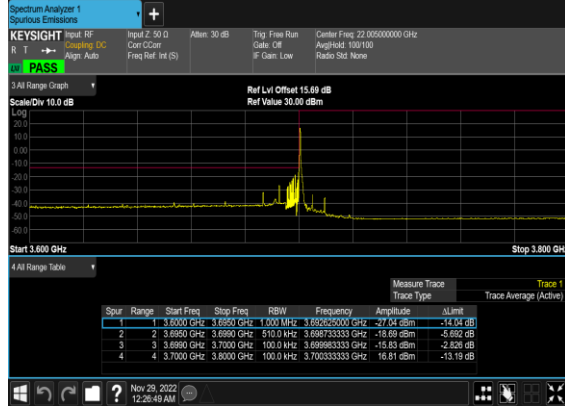 Spectrum Analyzer 1
Spurious Emissions
KEYSIGHT Input: RF Input Z: 50 Ω Atten: 30 dB Trig: Free Run Center Freq: 22.005000000 GHz
R T Coupling: DC Corr CCorr Gate: Off Avg|Hold: 100/100
Align: Auto Freq Ref: Int (S) IF Gain: Low Radio Std: None
PASS
3 All Range Graph
Ref Lvl Offset 15.69 dB
Scale/Div 10.0 dB Ref Value 30.00 dBm
Log
20.0
10.0
0.00
-10.0
-20.0
-30.0
-40.0
-50.0
-60.0
Start 3.600 GHz Stop 3.800 GH
4 All Range Table
Measure Trace Trace 1
Trace Type Trace Average (Active)
Spur Range Start Freq Stop Freq RBW Frequency Amplitude ΔLimit
1 1 3.6000 GHz 3.6950 GHz 1.000 MHz 3.692625000 GHz -27.04 dBm -14.04 dB
2 2 3.6950 GHz 3.6990 GHz 510.0 kHz 3.698733333 GHz -18.69 dBm -5.692 dB
3 3 3.6990 GHz 3.7000 GHz 100.0 kHz 3.699983333 GHz -15.83 dBm -2.826 dB
4 4 3.7000 GHz 3.8000 GHz 100.0 kHz 3.700333333 GHz 16.81 dBm -13.19 dB
Nov 29, 2022
12:26:49 AM